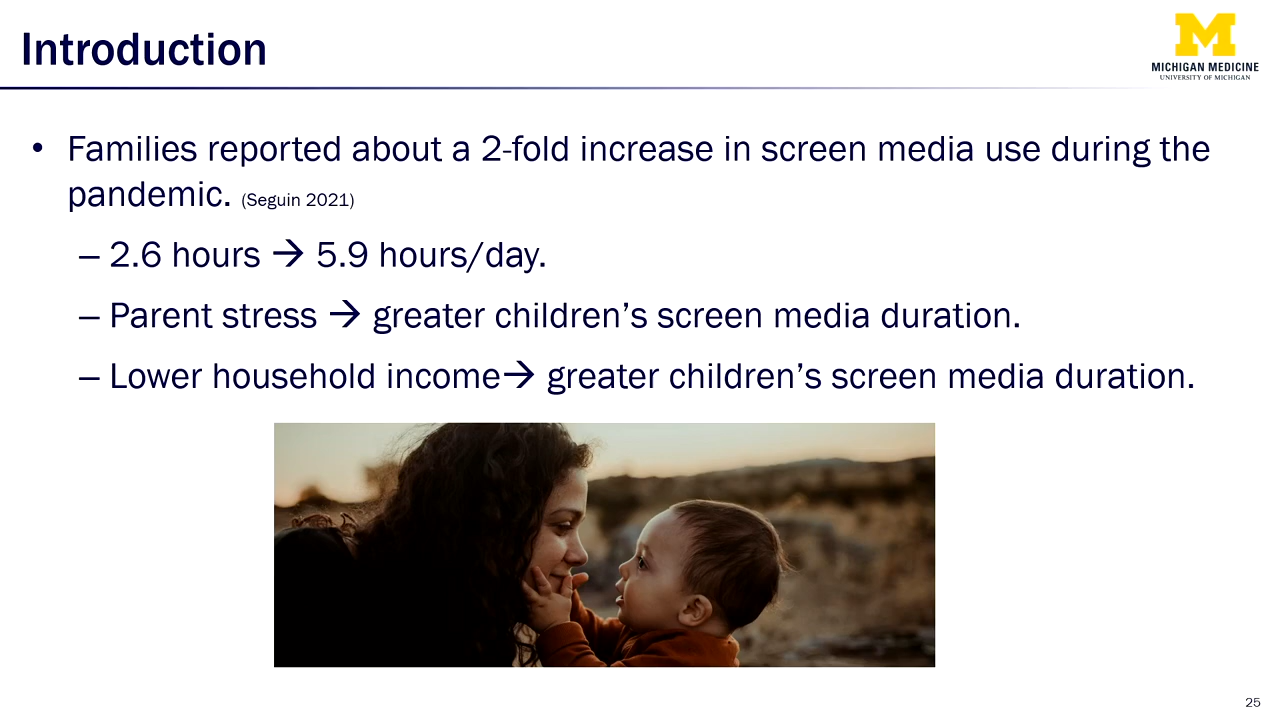 Introduction
M
MICHIGAN MEDICINE
UNIVERSITY OF MICHIGAN
• Families reported about a 2-fold increase in screen media use during the
pandemic. (Seguin 2021)
– 2.6 hours → 5.9 hours/day.
– Parent stress → greater children’s screen media duration.
– Lower household income→ greater children’s screen media duration.
25